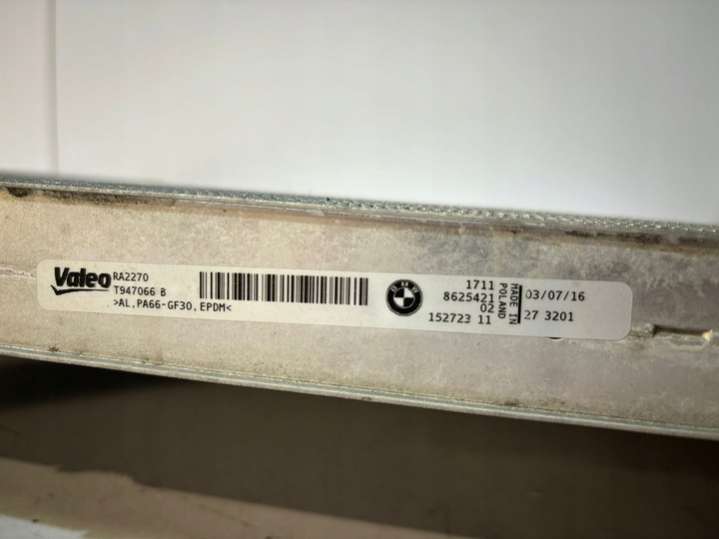 Valeo
RA2270
T947066 B
>AL,PA66-GF30,EPDM<
1711
8625421
02
152723 11
MADE IN
POLAND
03/07/16
27 3201